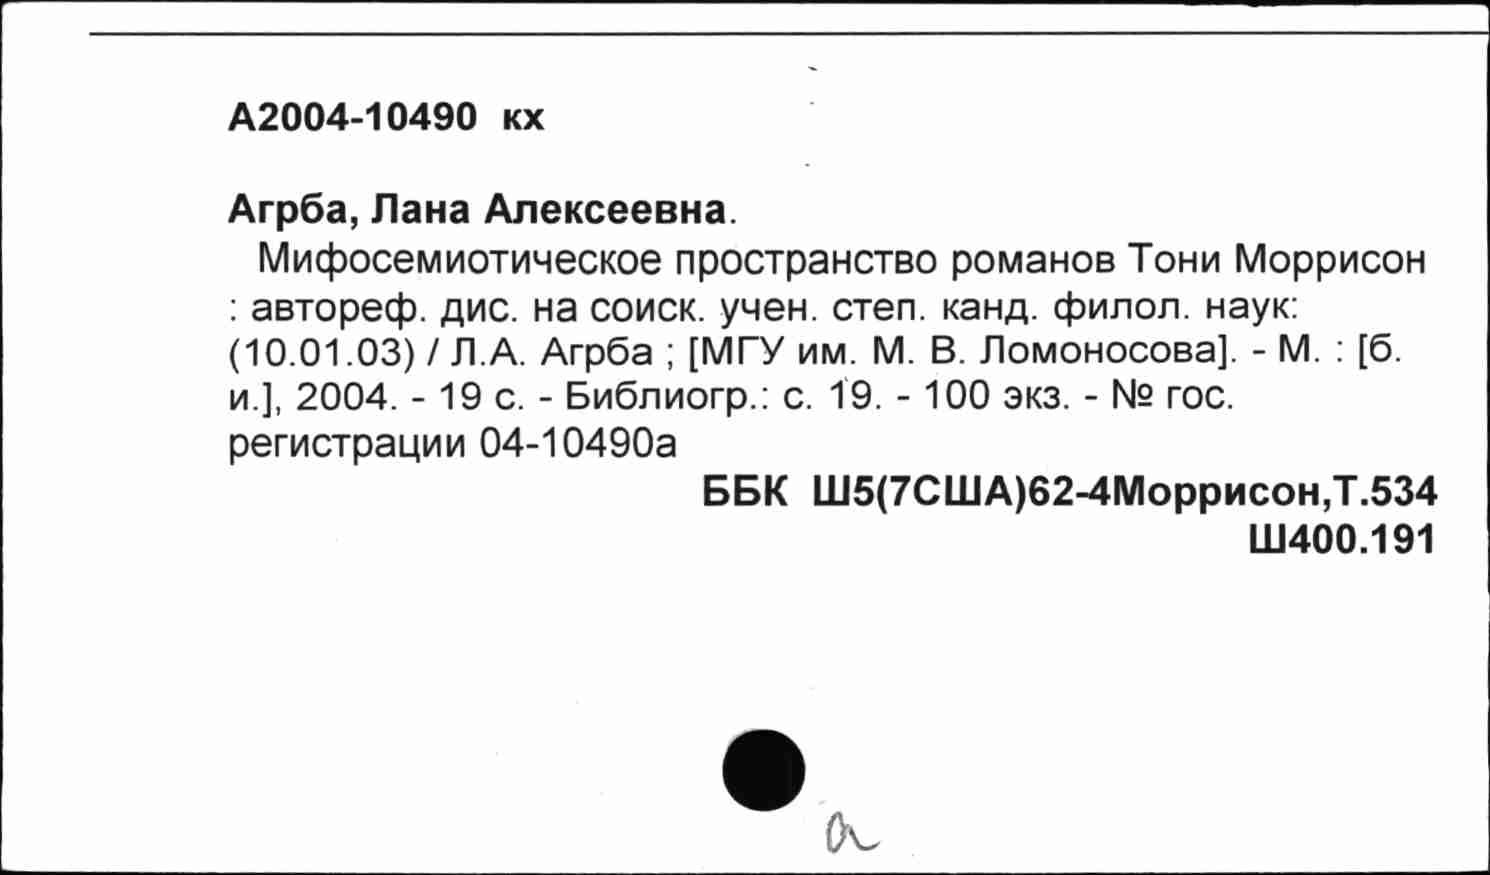 А2004-10490 кх
Агрба, Лана Алексеевна.
Мифосемиотическое пространство романов Тони Моррисон
: автореф. дис. на соиск. учен. степ. канд. филол. наук:
(10.01.03) / Л.А. Агрба ; [МГУ им. М. В. Ломоносова]. - М. : [б.
и.], 2004. - 19 с. - Библиогр.: с. 19. - 100 экз. - № гос.
регистрации 04-10490а
ББК Ш5(7США)62-4Моррисон,Т.534
Ш400.191
а